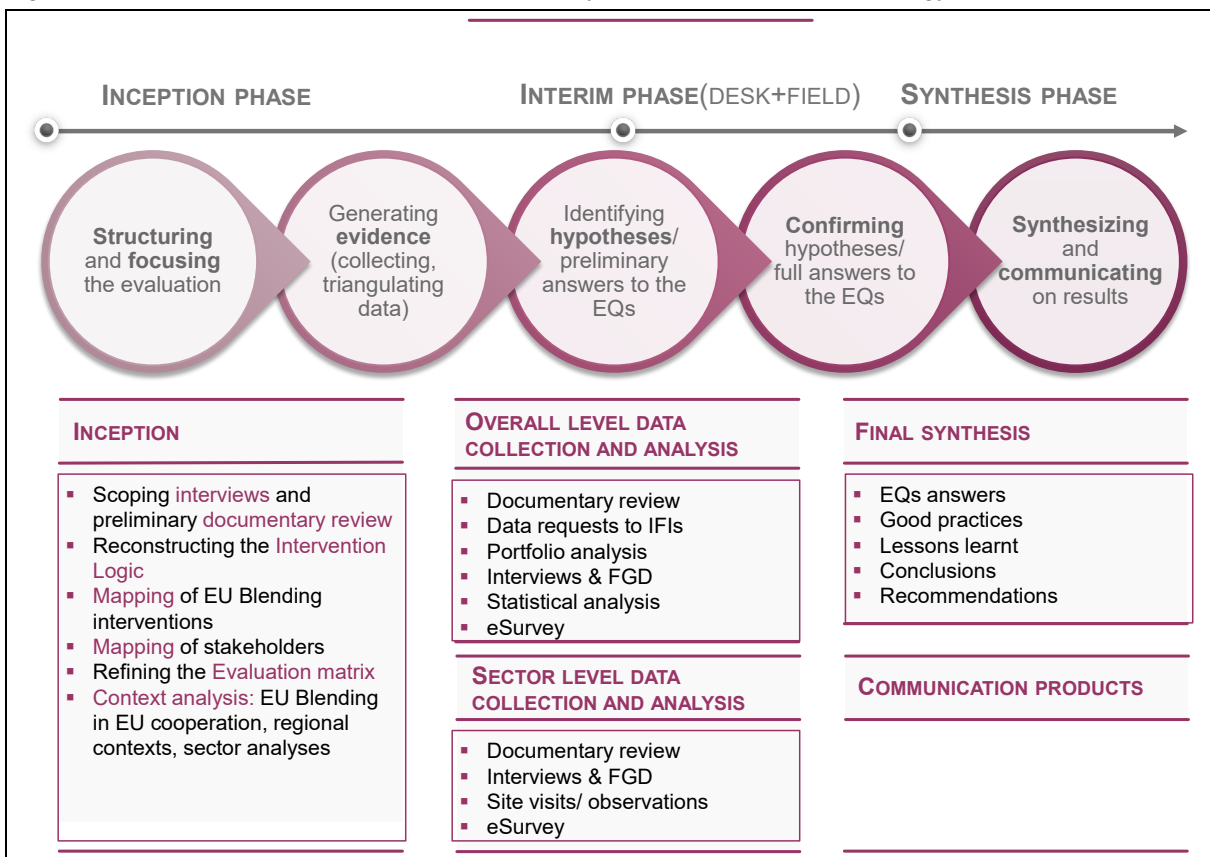 INCEPTION PHASE
INTERIM PHASE(DESK+FIELD)
SYNTHESIS PHASE
Structuring
and focusing
the evaluation
Generating
evidence
(collecting,
triangulating
data)
Identifying
hypotheses/
preliminary
answers to the
EQs
Confirming
hypotheses/
full answers to
the EQs
Synthesizing
and
communicating
on results
INCEPTION
▪ Scoping interviews and
preliminary documentary review
▪ Reconstructing the Intervention
Logic
▪ Mapping of EU Blending
interventions
▪ Mapping of stakeholders
▪ Refining the Evaluation matrix
▪ Context analysis: EU Blending
in EU cooperation, regional
contexts, sector analyses
OVERALL LEVEL DATA
COLLECTION AND ANALYSIS
▪ Documentary review
▪ Data requests to IFIs
▪ Portfolio analysis
▪ Interviews & FGD
▪ Statistical analysis
▪ eSurvey
SECTOR LEVEL DATA
COLLECTION AND ANALYSIS
▪ Documentary review
▪ Interviews & FGD
▪ Site visits/ observations
▪ eSurvey
FINAL SYNTHESIS
▪ EQs answers
▪ Good practices
▪ Lessons learnt
▪ Conclusions
▪ Recommendations
COMMUNICATION PRODUCTS